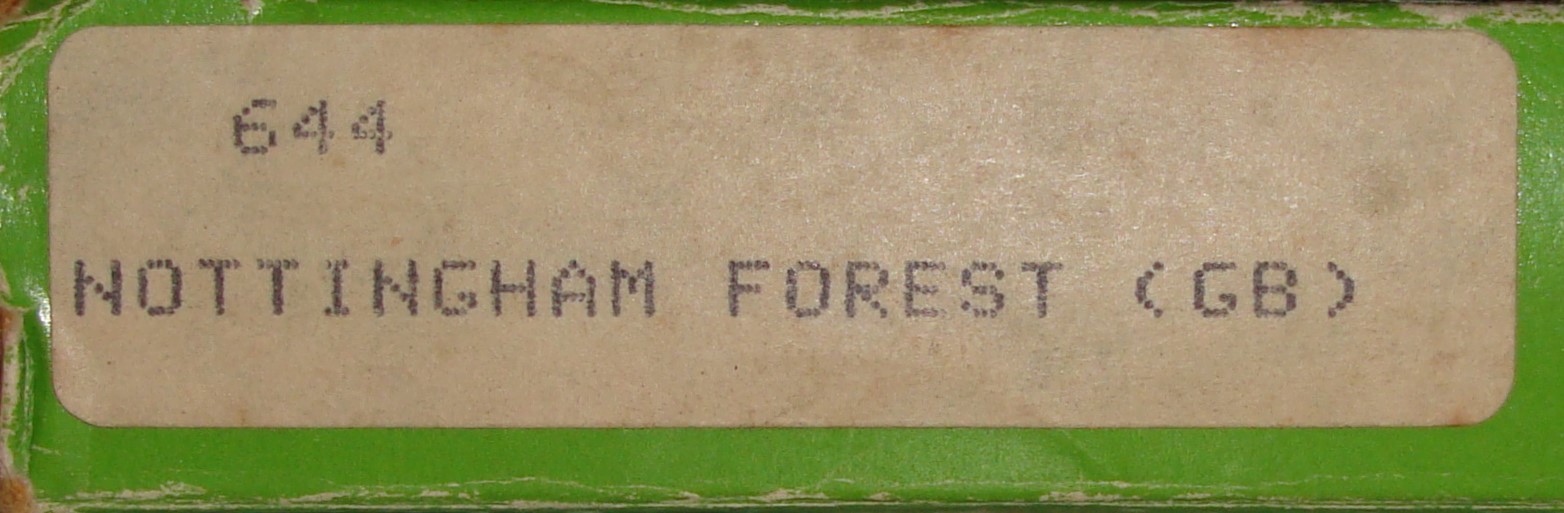 644
NOTTINGHAM FOREST (GB)